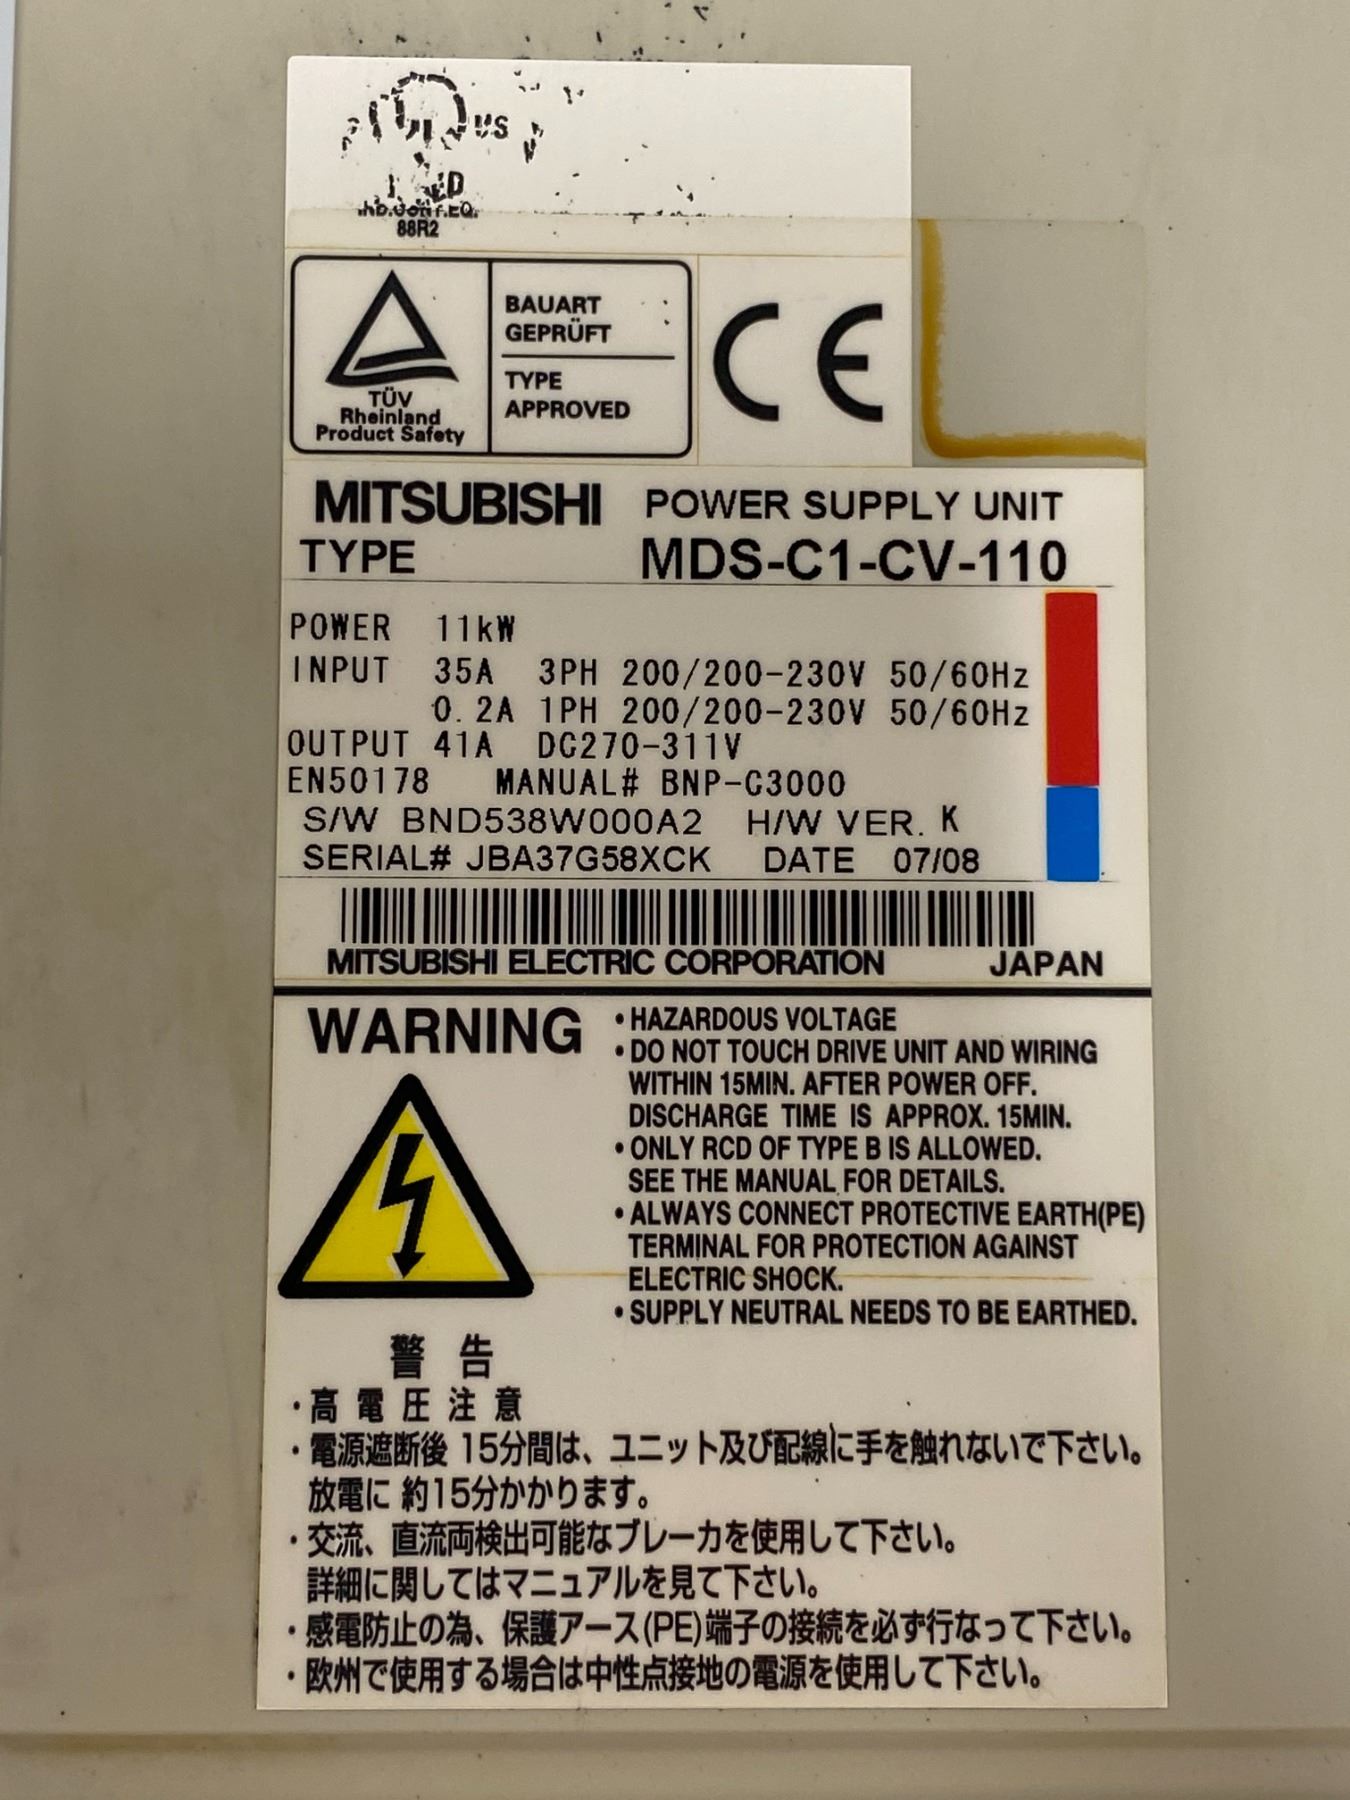 US
88R2
TÜV
Rheinland
Product Safety
BAUART
GEPRÜFT
TYPE
APPROVED
CE
MITSUBISHI POWER SUPPLY UNIT
TYPE MDS-C1-CV-110
POWER 11kW
INPUT 35A 3PH 200/200-230V 50/60Hz
0.2A 1PH 200/200-230V 50/60Hz
OUTPUT 41A DC270-311V
EN50178 MANUAL# BNP-C3000
S/W BND538W000A2 H/W VER. K
SERIAL# JBA37G58XCK DATE 07/08
MITSUBISHI ELECTRIC CORPORATION JAPAN
WARNING
・HAZARDOUS VOLTAGE
・DO NOT TOUCH DRIVE UNIT AND WIRING
WITHIN 15MIN. AFTER POWER OFF.
DISCHARGE TIME IS APPROX. 15MIN.
・ONLY RCD OF TYPE B IS ALLOWED.
SEE THE MANUAL FOR DETAILS.
・ALWAYS CONNECT PROTECTIVE EARTH(PE)
TERMINAL FOR PROTECTION AGAINST
ELECTRIC SHOCK.
・SUPPLY NEUTRAL NEEDS TO BE EARTHED.
警 告
・高電圧注意
・電源遮断後 15分間は、ユニット及び配線に手を触れないで下さい。
放電に 約15分かかります。
・交流、直流両検出可能なブレーカを使用して下さい。
詳細に関してはマニュアルを見て下さい。
・感電防止の為、保護アース(PE)端子の接続を必ず行なって下さい。
・欧州で使用する場合は中性点接地の電源を使用して下さい。